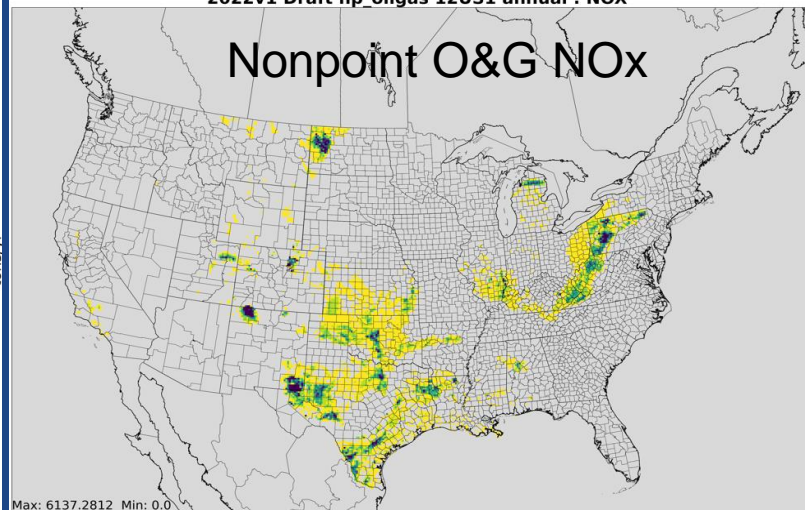 2022v1 Draft np_oilgas 12US1 annual : NOX
Nonpoint O&G NOx
Max: 6137.2812 Min: 0.0